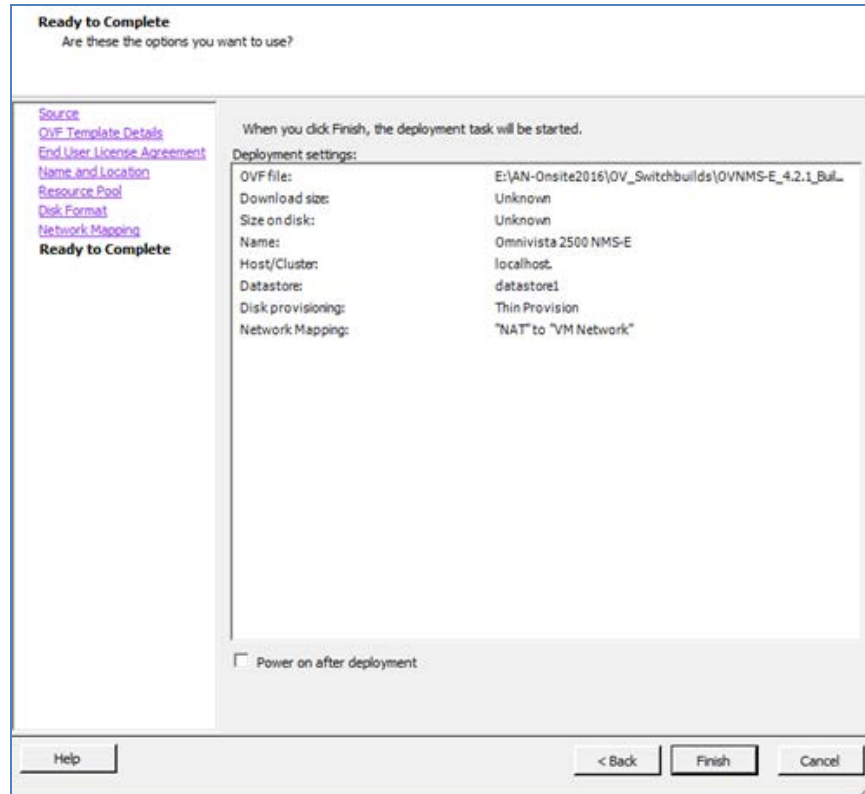 Ready to Complete
Are these the options you want to use?
Source
OVF Template Details
End User License Agreement
Name and Location
Resource Pool
Disk Format
Network Mapping
Ready to Complete
When you click Finish, the deployment task will be started.
Deployment settings:
OVF file: E:\AN-Onsite2016\OV_Switchbuilds\OVNMS-E_4.2.1_Buil...
Download size: Unknown
Size on disk: Unknown
Name: Omnivista 2500 NMS-E
Host/Cluster: localhost.
Datastore: datastore1
Disk provisioning: Thin Provision
Network Mapping: "NAT" to "VM Network"
Power on after deployment
Help
< Back
Finish
Cancel